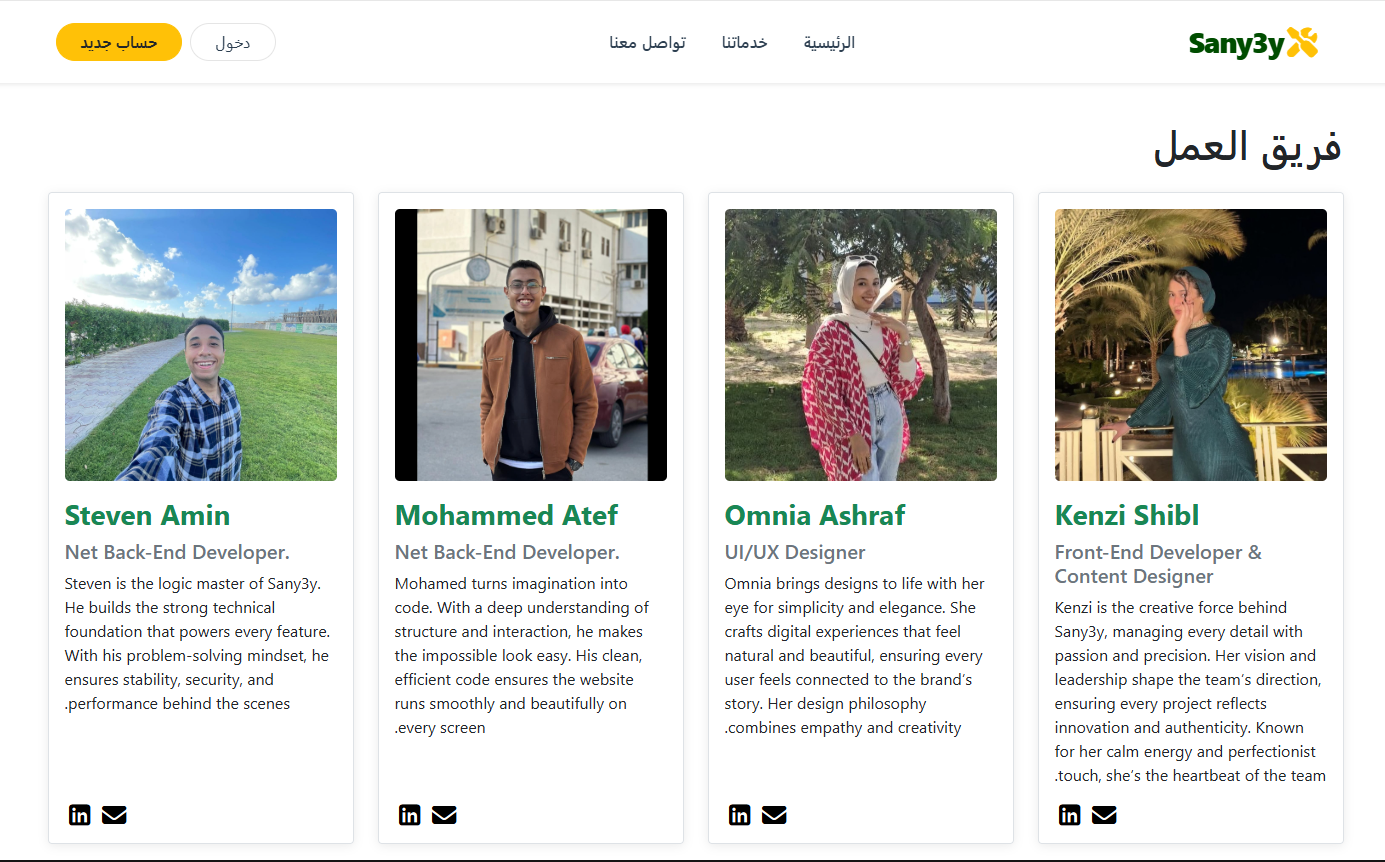 Sany3y
الرئيسية
خدماتنا
تواصل معنا
دخول
حساب جديد
فريق العمل
Kenzi Shibl
Front-End Developer &
Content Designer
Kenzi is the creative force behind
Sany3y, managing every detail with
passion and precision. Her vision and
leadership shape the team’s direction,
ensuring every project reflects
innovation and authenticity. Known
for her calm energy and perfectionist
.touch, she’s the heartbeat of the team
Omnia Ashraf
UI/UX Designer
Omnia brings designs to life with her
eye for simplicity and elegance. She
crafts digital experiences that feel
natural and beautiful, ensuring every
user feels connected to the brand’s
story. Her design philosophy
.combines empathy and creativity
Mohammed Atef
Net Back-End Developer.
Mohamed turns imagination into
code. With a deep understanding of
structure and interaction, he makes
the impossible look easy. His clean,
efficient code ensures the website
runs smoothly and beautifully on
.every screen
Steven Amin
Net Back-End Developer.
Steven is the logic master of Sany3y.
He builds the strong technical
foundation that powers every feature.
With his problem-solving mindset, he
ensures stability, security, and
.performance behind the scenes